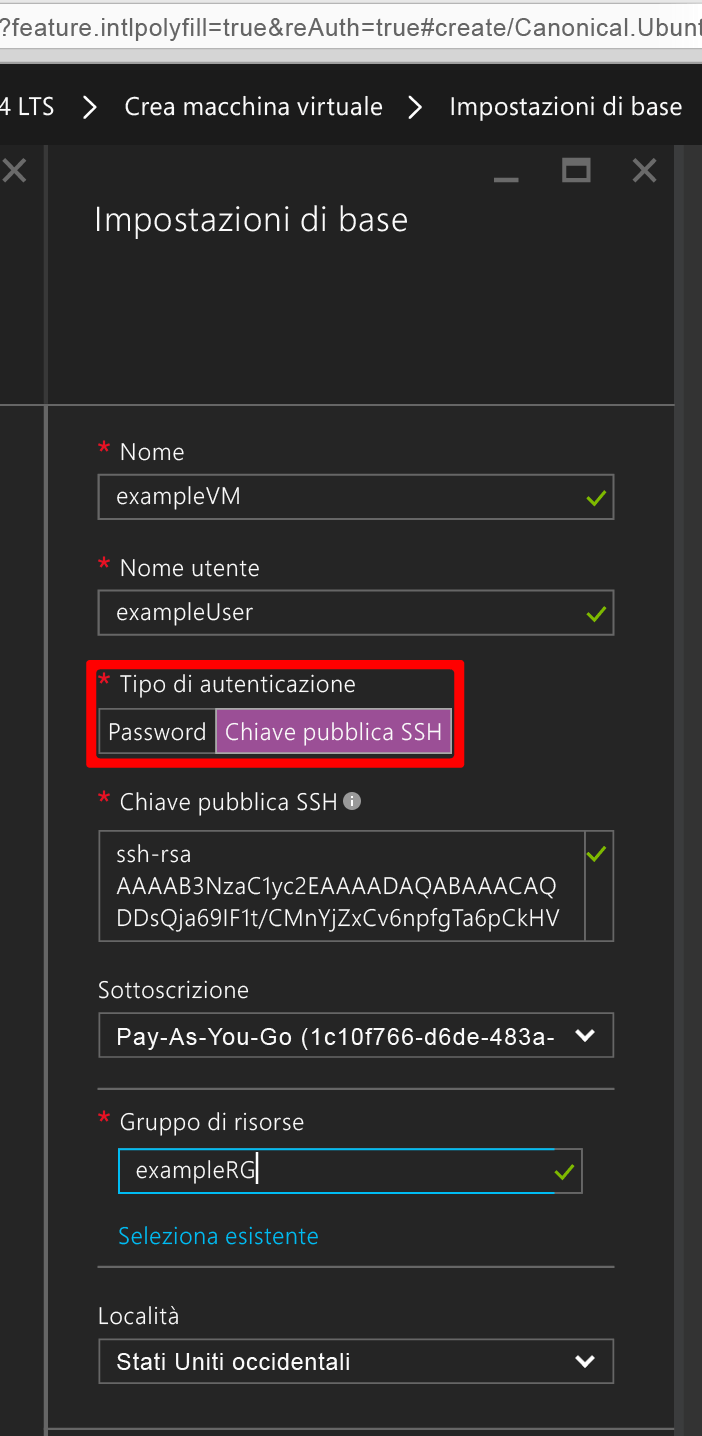 ?feature.intlpolyfill=true&reAuth=true#create/Canonical.Ubunt
4 LTS > Crea macchina virtuale > Impostazioni di base
Impostazioni di base
* Nome
exampleVM
* Nome utente
exampleUser
* Tipo di autenticazione
Password Chiave pubblica SSH
* Chiave pubblica SSH
ssh-rsa
AAAAB3NzaC1yc2EAAAADAQABAAACAQ
DDsQja69IF1t/CMnYjZxCv6npfgTa6pCkHV
Sottoscrizione
Pay-As-You-Go (1c10f766-d6de-483a-
* Gruppo di risorse
exampleRG
Seleziona esistente
Località
Stati Uniti occidentali